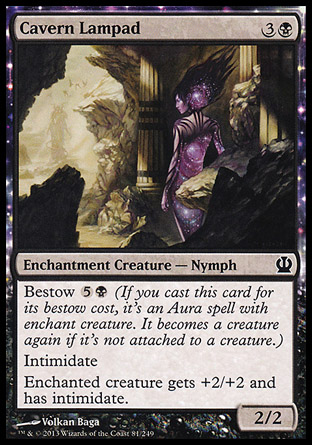 Cavern Lampad 3
Enchantment Creature — Nymph
Bestow 5 (If you cast this card for
its bestow cost, it's an Aura spell with
enchant creature. It becomes a creature
again if it's not attached to a creature.)
Intimidate
Enchanted creature gets +2/+2 and
has intimidate.
Volkan Baga
™ & © 2013 Wizards of the Coast 81/249
2/2